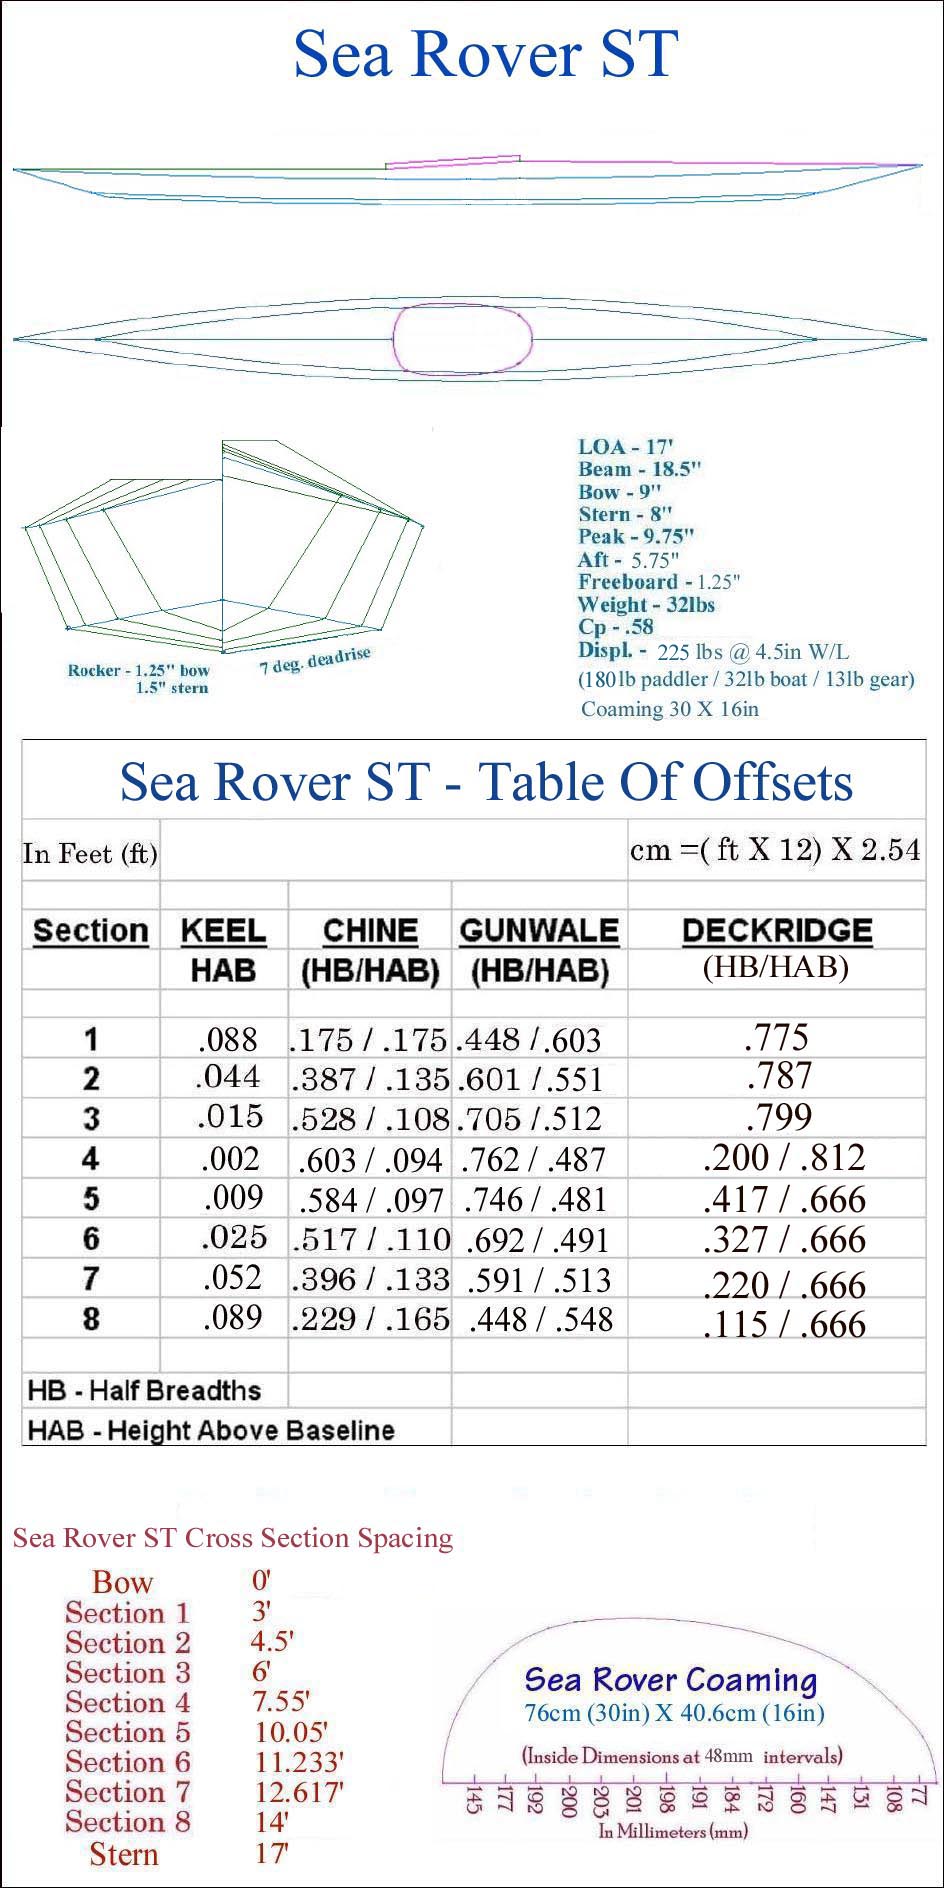 Sea Rover ST
LOA - 17'
Beam - 18.5"
Bow - 9"
Stern - 8"
Peak - 9.75"
Aft - 5.75"
Freeboard - 1.25"
Weight - 32lbs
Cp - .58
Displ. - 225 lbs @ 4.5in W/L
(180lb paddler / 32lb boat / 13lb gear)
Coaming 30 X 16in
Rocker - 1.25" bow
1.5" stern
7 deg. deadrise
Sea Rover ST - Table Of Offsets
In Feet (ft) cm =( ft X 12) X 2.54
Section KEEL CHINE GUNWALE DECKRIDGE
HAB (HB/HAB) (HB/HAB) (HB/HAB)
1 .088 .175 / .175 .448 / .603 .775
2 .044 .387 / .135 .601 / .551 .787
3 .015 .528 / .108 .705 / .512 .799
4 .002 .603 / .094 .762 / .487 .200 / .812
5 .009 .584 / .097 .746 / .481 .417 / .666
6 .025 .517 / .110 .692 / .491 .327 / .666
7 .052 .396 / .133 .591 / .513 .220 / .666
8 .089 .229 / .165 .448 / .548 .115 / .666
HB - Half Breadths
HAB - Height Above Baseline
Sea Rover ST Cross Section Spacing
Bow 0'
Section 1 3'
Section 2 4.5'
Section 3 6'
Section 4 7.55'
Section 5 10.05'
Section 6 11.233'
Section 7 12.617'
Section 8 14'
Stern 17'
Sea Rover Coaming
76cm (30in) X 40.6cm (16in)
(Inside Dimensions at 48mm intervals)
145 177 192 200 203 201 198 191 184 172 160 147 131 108 77
In Millimeters (mm)